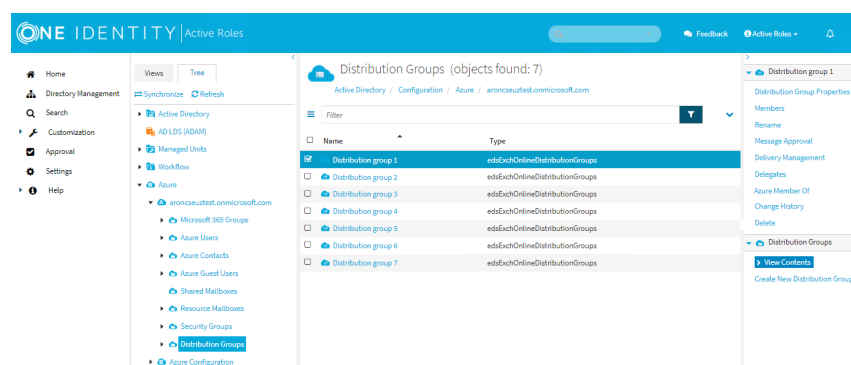 ONE IDENTITY Active Roles
Feedback
Active Roles
Home
Directory Management
Search
Customization
Approval
Settings
Help
Views
Tree
Synchronize
Refresh
Active Directory
AD LDS (ADAM)
Managed Units
Workflow
Azure
aroncseuztest.onmicrosoft.com
Microsoft 365 Groups
Azure Users
Azure Contacts
Azure Guest Users
Shared Mailboxes
Resource Mailboxes
Security Groups
Distribution Groups
Azure Configuration
Distribution Groups (objects found: 7)
Active Directory / Configuration / Azure / aroncseuztest.onmicrosoft.com
Filter
Name Type
Distribution group 1 edsExchOnlineDistributionGroups
Distribution group 2 edsExchOnlineDistributionGroups
Distribution group 3 edsExchOnlineDistributionGroups
Distribution group 4 edsExchOnlineDistributionGroups
Distribution group 5 edsExchOnlineDistributionGroups
Distribution group 6 edsExchOnlineDistributionGroups
Distribution group 7 edsExchOnlineDistributionGroups
Distribution group 1
Distribution Group Properties
Members
Rename
Message Approval
Delivery Management
Delegates
Azure Member Of
Change History
Delete
Distribution Groups
View Contents
Create New Distribution Group